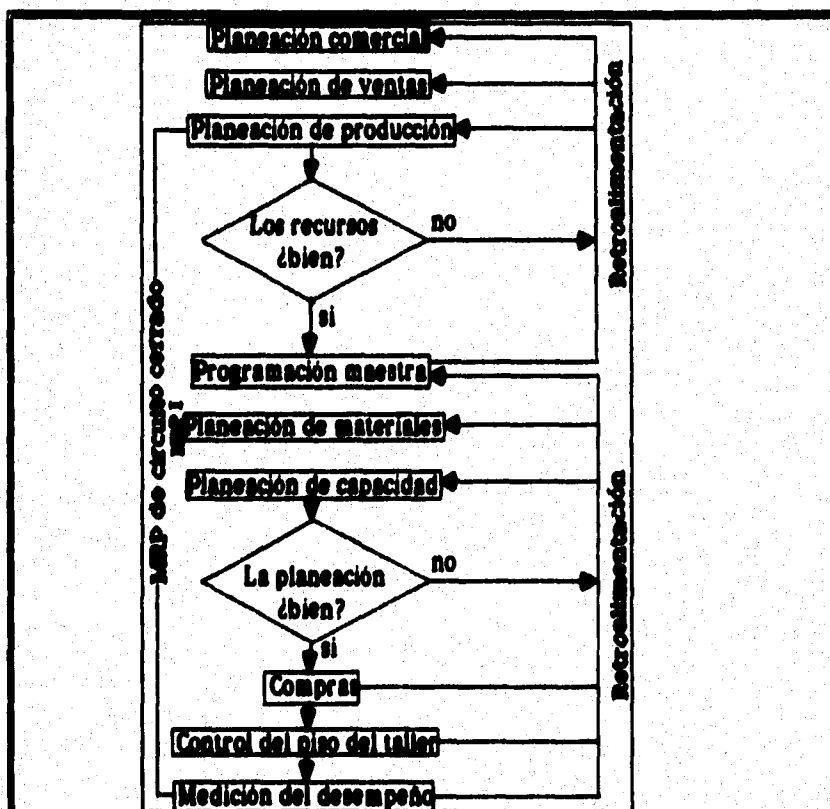 Planeación comercial
Planeación de ventas
Planeación de producción
Los recursos
¿bien?
no
si
Retroalimentación
Programación maestra
MRP de circuso cerrado
MRP I
Planeación de materiales
Planeación de capacidad
La planeación
¿bien?
no
si
Retroalimentación
Compras
Control del piso del taller
Medición del desempeño